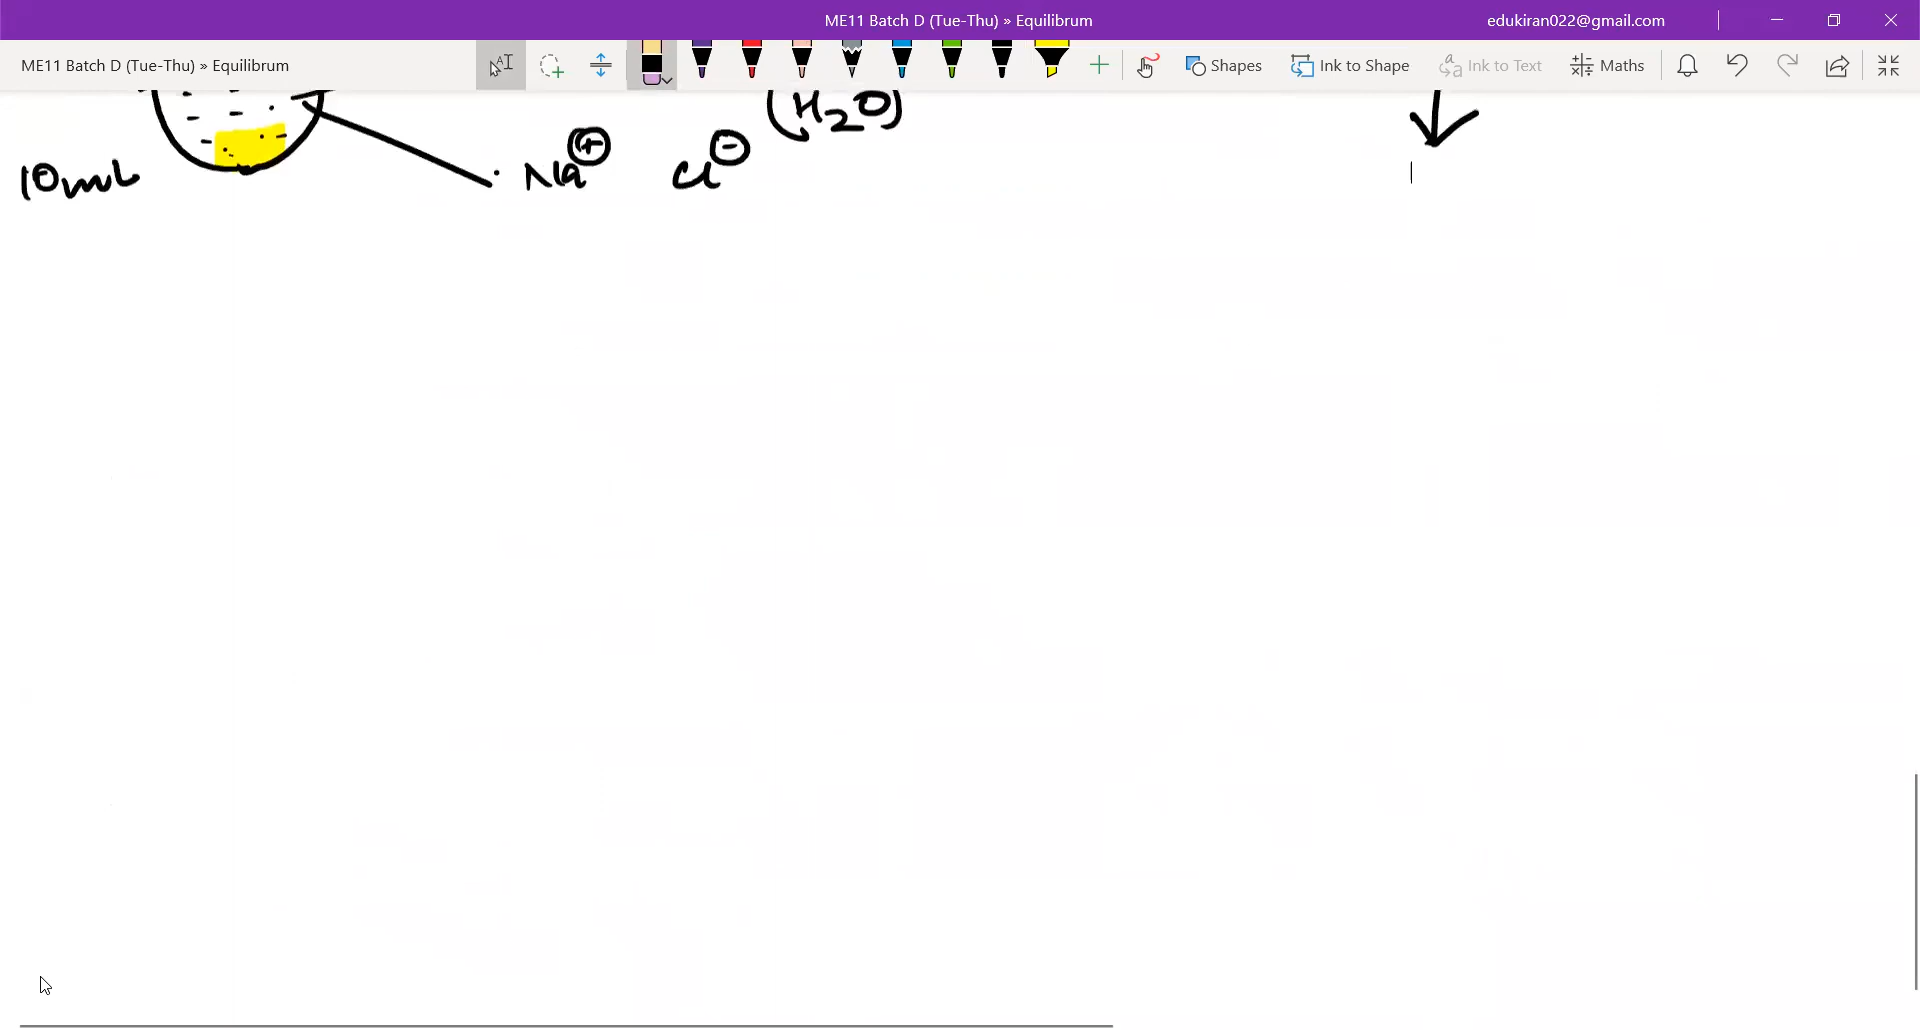 ME11 Batch D (Tue-Thu) » Equilibrum
edukiran022@gmail.com
ME11 Batch D (Tue-Thu) » Equilibrum
Shapes
Ink to Shape
Ink to Text
Maths
(H2O)
10mL
Na⊕ Cl⊖